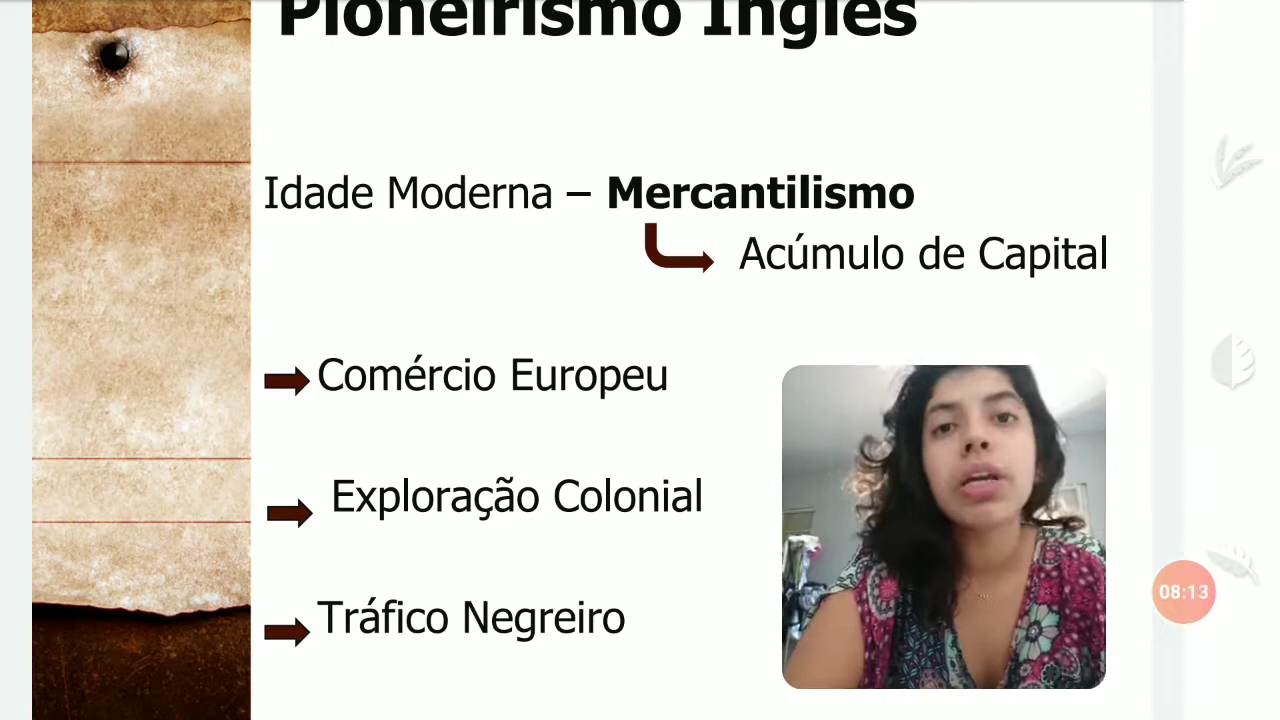 Pioneirismo Inglês
Idade Moderna – Mercantilismo
Acúmulo de Capital
Comércio Europeu
Exploração Colonial
Tráfico Negreiro
08:13